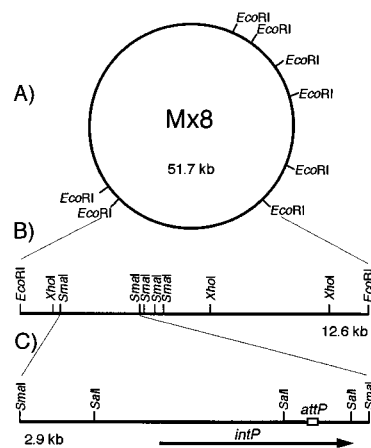 A)
EcoRI
EcoRI
EcoRI
EcoRI
EcoRI
EcoRI
EcoRI
EcoRI
Mx8
51.7 kb
B)
EcoRI
XhoI
SmaI
SmaI
SmaI
SmaI
SmaI
XhoI
XhoI
EcoRI
12.6 kb
C)
SmaI
SalI
SalI
attP
SalI
SmaI
2.9 kb
intP